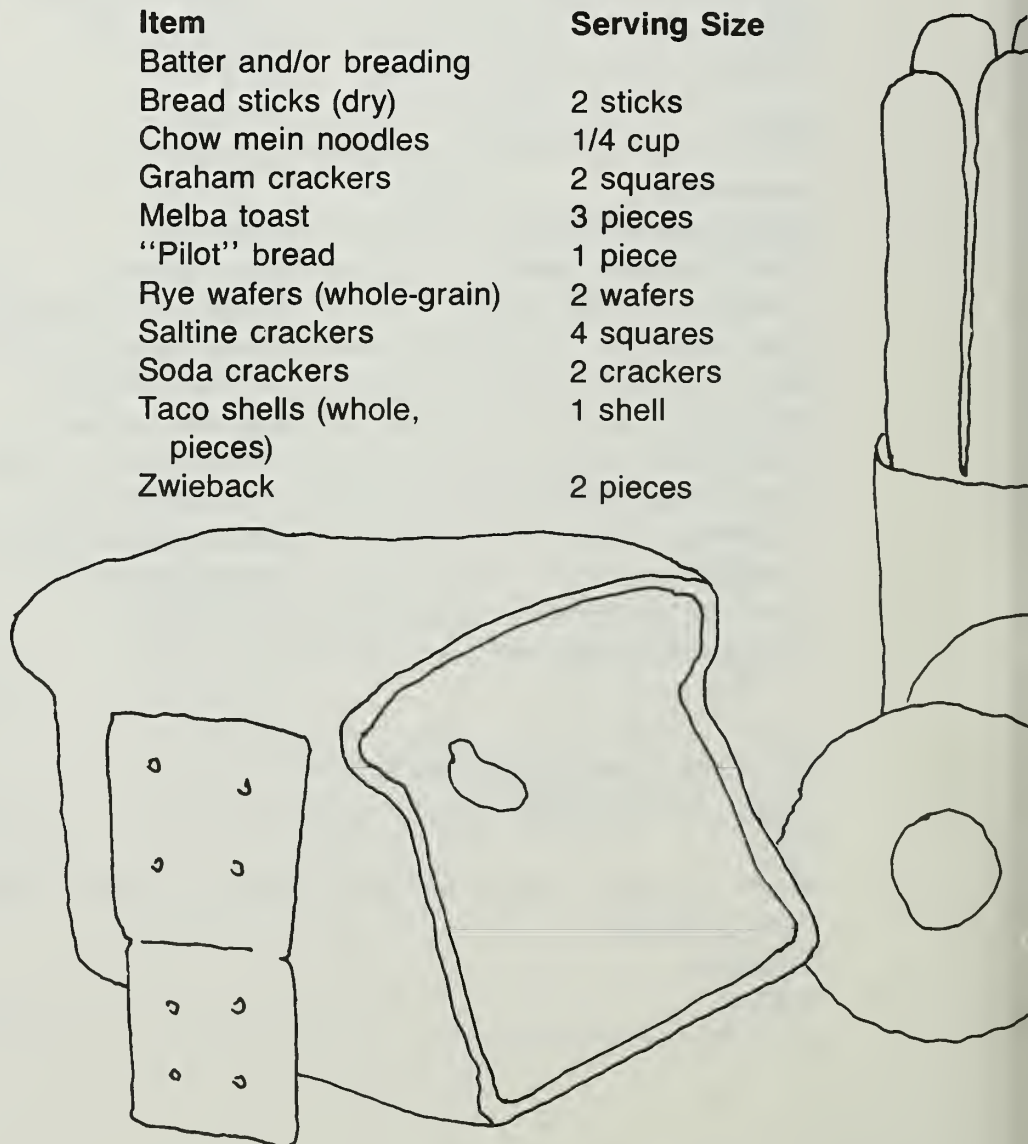 Item Serving Size
Batter and/or breading
Bread sticks (dry) 2 sticks
Chow mein noodles 1/4 cup
Graham crackers 2 squares
Melba toast 3 pieces
“Pilot” bread 1 piece
Rye wafers (whole-grain) 2 wafers
Saltine crackers 4 squares
Soda crackers 2 crackers
Taco shells (whole, 1 shell
pieces)
Zwieback 2 pieces